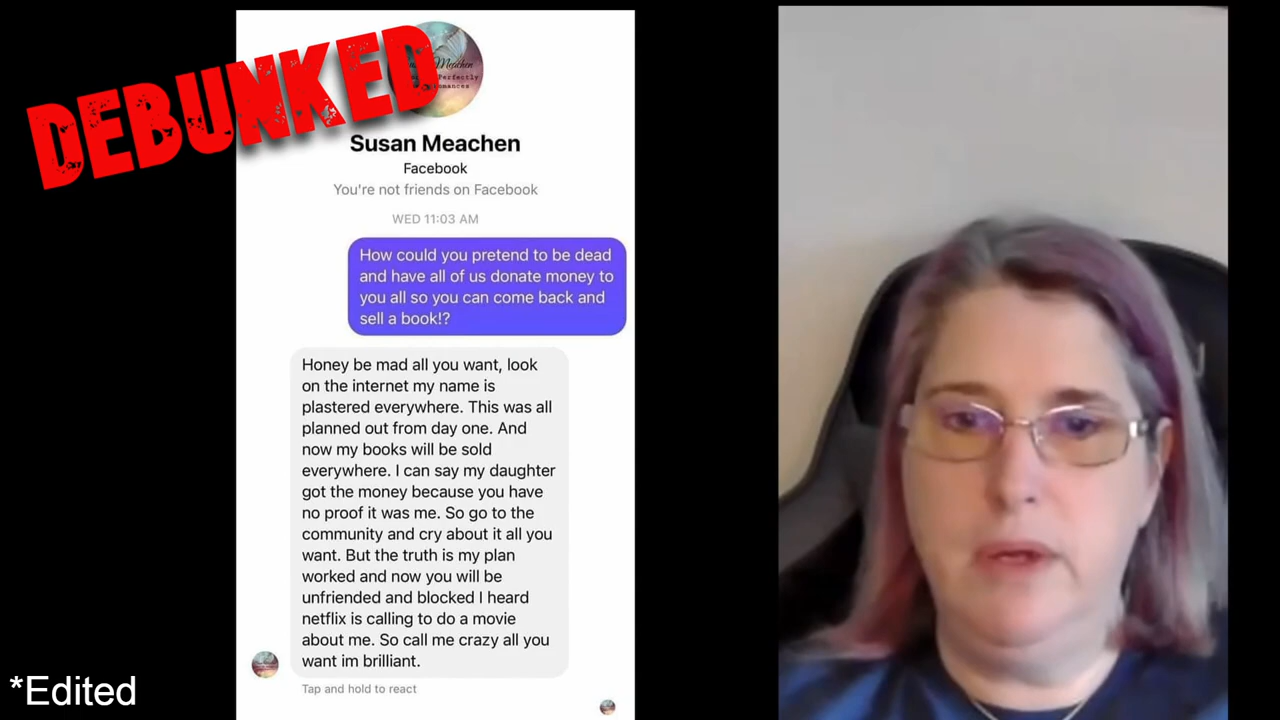 DEBUNKED
Meachen
Perfectly
Susan Meachen
Facebook
You're not friends on Facebook
WED 11:03 AM
How could you pretend to be dead
and have all of us donate money to
you all so you can come back and
sell a book!?
Honey be mad all you want, look
on the internet my name is
plastered everywhere. This was all
planned out from day one. And
now my books will be sold
everywhere. I can say my daughter
got the money because you have
no proof it was me. So go to the
community and cry about it all you
want. But the truth is my plan
worked and now you will be
unfriended and blocked I heard
netflix is calling to do a movie
about me. So call me crazy all you
want im brilliant.
Tap and hold to react
*Edited